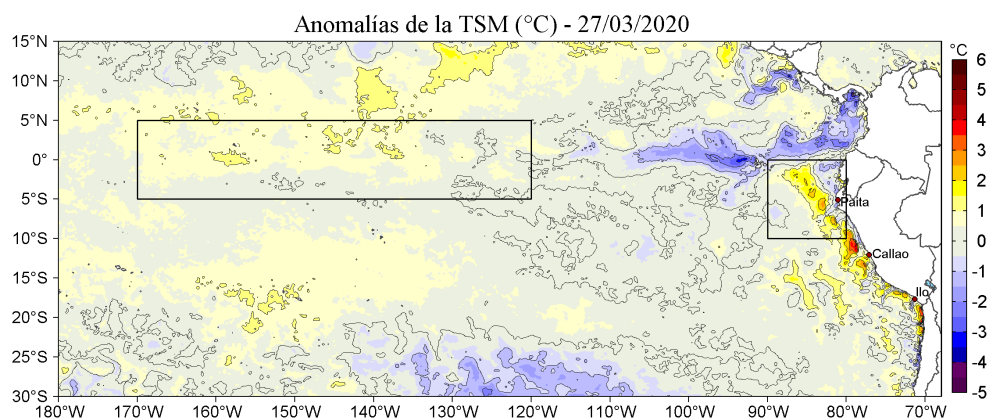 Anomalías de la TSM (°C) - 27/03/2020
°C
15°N
10°N
5°N
0°
5°S
10°S
15°S
20°S
25°S
30°S
180°W
170°W
160°W
150°W
140°W
130°W
120°W
110°W
100°W
90°W
80°W
70°W
Paita
Callao
Ilo
6
5
4
3
2
1
0
-1
-2
-3
-4
-5